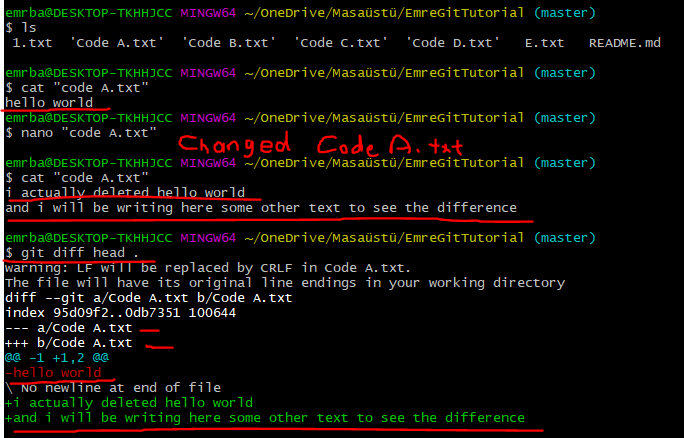 emrba@DESKTOP-TKHHJCC MINGW64 ~/OneDrive/Masaüstü/EmreGitTutorial (master)
$ ls
 1.txt  'Code A.txt'  'Code B.txt'  'Code C.txt'  'Code D.txt'   E.txt   README.md
emrba@DESKTOP-TKHHJCC MINGW64 ~/OneDrive/Masaüstü/EmreGitTutorial (master)
$ cat "code A.txt"
hello world
emrba@DESKTOP-TKHHJCC MINGW64 ~/OneDrive/Masaüstü/EmreGitTutorial (master)
$ nano "code A.txt"
Changed Code A.txt
emrba@DESKTOP-TKHHJCC MINGW64 ~/OneDrive/Masaüstü/EmreGitTutorial (master)
$ cat "code A.txt"
i actually deleted hello world
and i will be writing here some other text to see the difference
emrba@DESKTOP-TKHHJCC MINGW64 ~/OneDrive/Masaüstü/EmreGitTutorial (master)
$ git diff head .
warning: LF will be replaced by CRLF in Code A.txt.
The file will have its original line endings in your working directory
diff --git a/Code A.txt b/Code A.txt
index 95d09f2..0db7351 100644
--- a/Code A.txt
+++ b/Code A.txt
@@ -1 +1,2 @@
-hello world
\ No newline at end of file
+i actually deleted hello world
+and i will be writing here some other text to see the difference